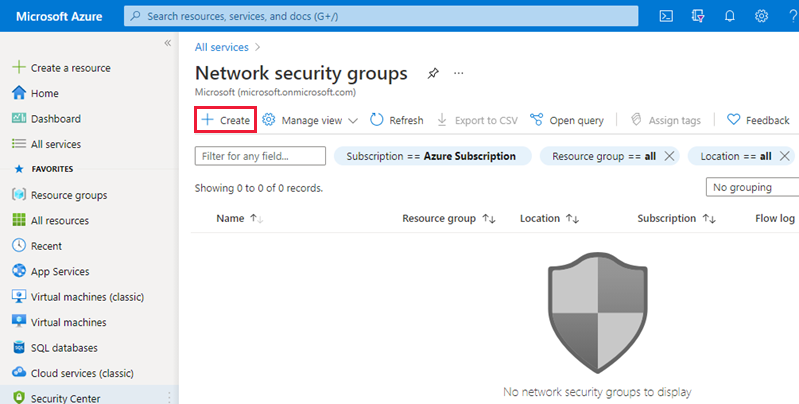 Microsoft Azure
Search resources, services, and docs (G+/)
«
Create a resource
Home
Dashboard
All services
FAVORITES
Resource groups
All resources
Recent
App Services
Virtual machines (classic)
Virtual machines
SQL databases
Cloud services (classic)
Security Center
All services >
Network security groups ...
Microsoft (microsoft.onmicrosoft.com)
+ Create Manage view Refresh Export to CSV Open query Assign tags Feedback
Filter for any field... Subscription == Azure Subscription Resource group == all Location == all
Showing 0 to 0 of 0 records.
No grouping
Name Resource group Location Subscription Flow log
No network security groups to display